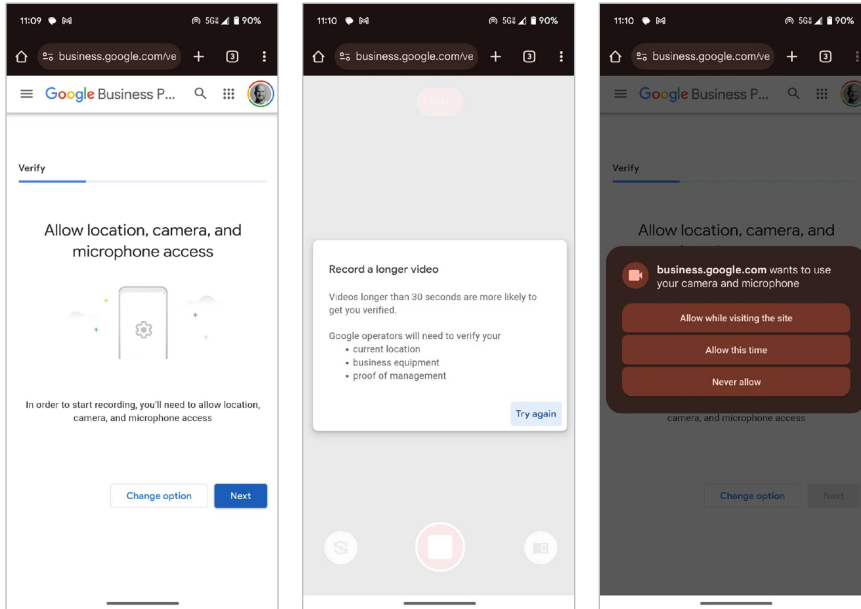 11:09 5G 90%
business.google.com/ve + 3
Google Business P...
Verify
Allow location, camera, and
microphone access
In order to start recording, you'll need to allow location,
camera, and microphone access
Change option Next
11:10 5G 90%
business.google.com/ve + 3
Record a longer video
Videos longer than 30 seconds are more likely to
get you verified.
Google operators will need to verify your
• current location
• business equipment
• proof of management
Try again
11:10 5G 90%
business.google.com/ve + 3
Google Business P...
Verify
Allow location, camera, and
business.google.com wants to use
your camera and microphone
Allow while visiting the site
Allow this time
Never allow
camera, and microphone access
Change option Next